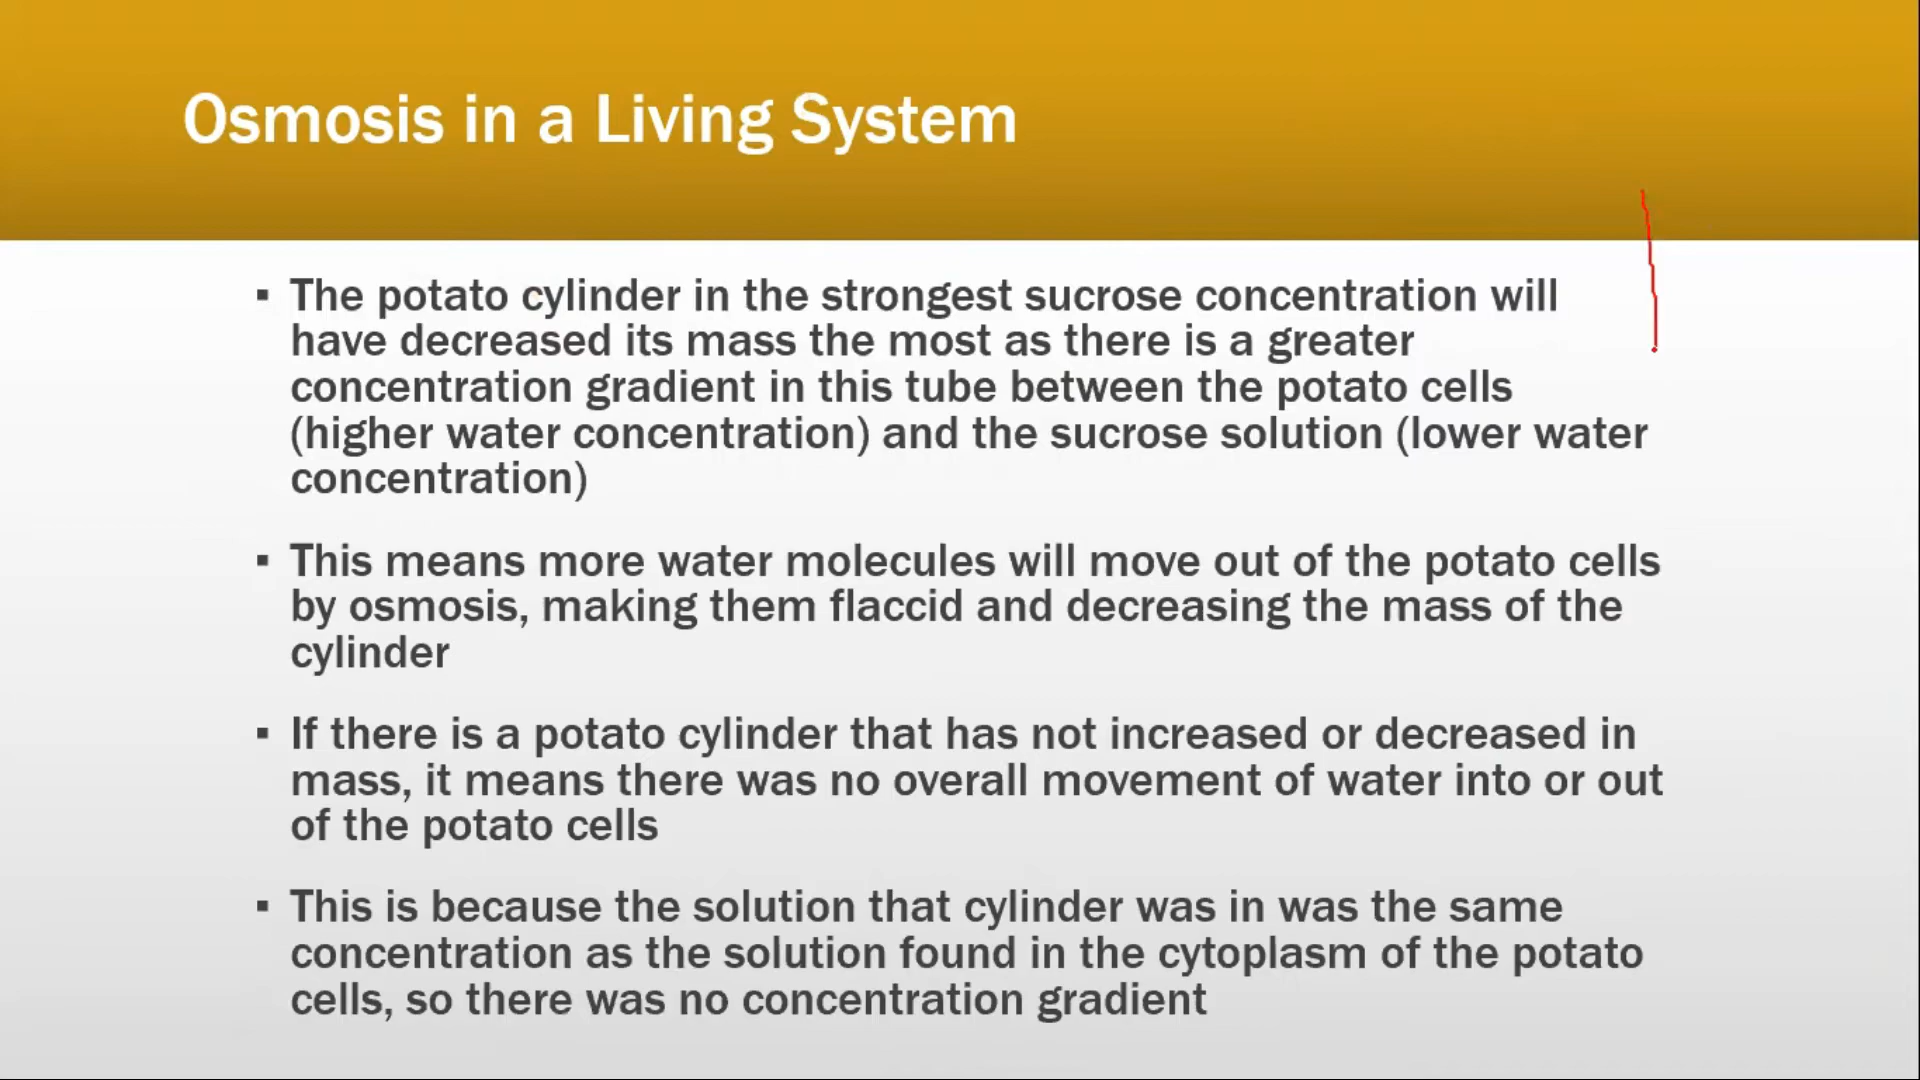 Osmosis in a Living System
▪ The potato cylinder in the strongest sucrose concentration will
have decreased its mass the most as there is a greater
concentration gradient in this tube between the potato cells
(higher water concentration) and the sucrose solution (lower water
concentration)
▪ This means more water molecules will move out of the potato cells
by osmosis, making them flaccid and decreasing the mass of the
cylinder
▪ If there is a potato cylinder that has not increased or decreased in
mass, it means there was no overall movement of water into or out
of the potato cells
▪ This is because the solution that cylinder was in was the same
concentration as the solution found in the cytoplasm of the potato
cells, so there was no concentration gradient